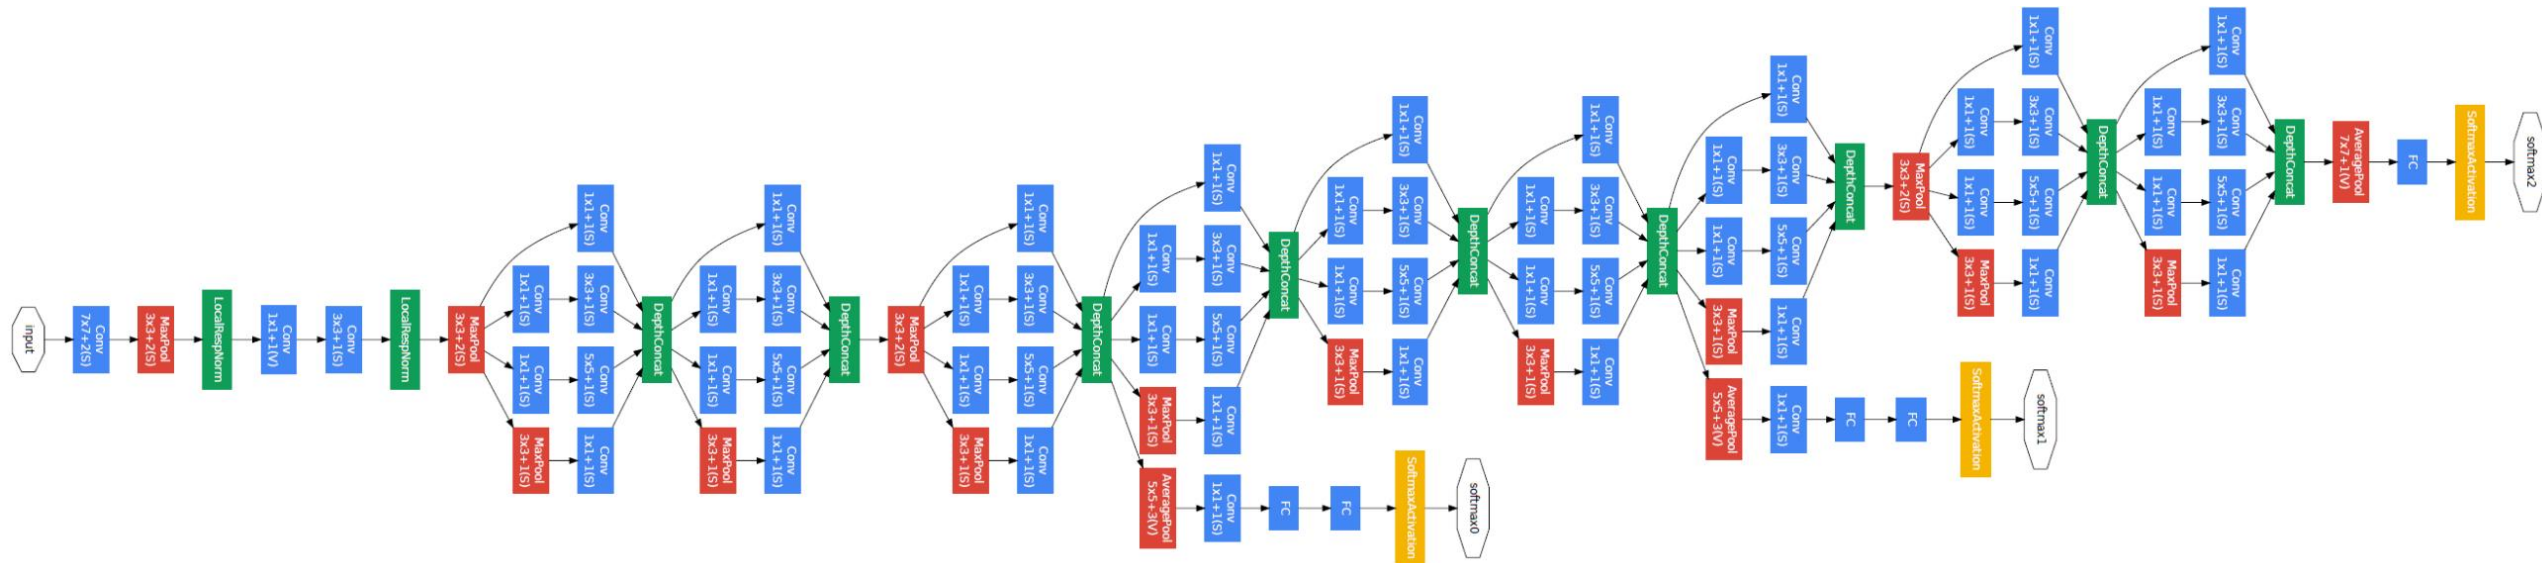 input
Conv
7x7+2(S)
MaxPool
3x3+2(S)
LocalRespNorm
Conv
1x1+1(V)
Conv
3x3+1(S)
LocalRespNorm
MaxPool
3x3+2(S)
Conv
1x1+1(S)
Conv
1x1+1(S)
MaxPool
3x3+1(S)
Conv
1x1+1(S)
Conv
3x3+1(S)
Conv
5x5+1(S)
Conv
1x1+1(S)
DepthConcat
Conv
1x1+1(S)
Conv
1x1+1(S)
MaxPool
3x3+1(S)
Conv
1x1+1(S)
Conv
3x3+1(S)
Conv
5x5+1(S)
Conv
1x1+1(S)
DepthConcat
MaxPool
3x3+2(S)
Conv
1x1+1(S)
Conv
1x1+1(S)
MaxPool
3x3+1(S)
Conv
1x1+1(S)
Conv
3x3+1(S)
Conv
5x5+1(S)
Conv
1x1+1(S)
DepthConcat
Conv
1x1+1(S)
Conv
1x1+1(S)
MaxPool
3x3+1(S)
AveragePool
5x5+3(V)
Conv
1x1+1(S)
Conv
3x3+1(S)
Conv
5x5+1(S)
Conv
1x1+1(S)
Conv
1x1+1(S)
DepthConcat
FC
Conv
1x1+1(S)
Conv
1x1+1(S)
MaxPool
3x3+1(S)
FC
Conv
1x1+1(S)
Conv
3x3+1(S)
Conv
5x5+1(S)
Conv
1x1+1(S)
SoftmaxActivation
DepthConcat
softmax0
Conv
1x1+1(S)
Conv
1x1+1(S)
MaxPool
3x3+1(S)
Conv
1x1+1(S)
Conv
3x3+1(S)
Conv
5x5+1(S)
Conv
1x1+1(S)
DepthConcat
Conv
1x1+1(S)
Conv
1x1+1(S)
MaxPool
3x3+1(S)
AveragePool
5x5+3(V)
Conv
1x1+1(S)
Conv
3x3+1(S)
Conv
5x5+1(S)
Conv
1x1+1(S)
Conv
1x1+1(S)
DepthConcat
FC
MaxPool
3x3+2(S)
FC
Conv
1x1+1(S)
Conv
1x1+1(S)
MaxPool
3x3+1(S)
SoftmaxActivation
Conv
1x1+1(S)
Conv
3x3+1(S)
Conv
5x5+1(S)
Conv
1x1+1(S)
softmax1
DepthConcat
Conv
1x1+1(S)
Conv
1x1+1(S)
MaxPool
3x3+1(S)
Conv
1x1+1(S)
Conv
3x3+1(S)
Conv
5x5+1(S)
Conv
1x1+1(S)
DepthConcat
AveragePool
7x7+1(V)
FC
SoftmaxActivation
softmax2